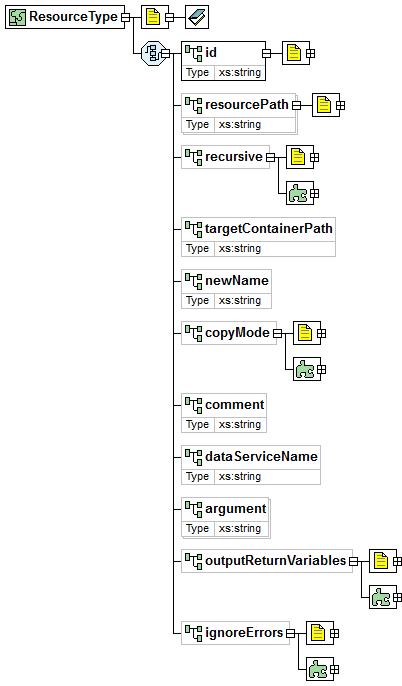 ResourceType
id
Type xs:string
resourcePath
Type xs:string
recursive
targetContainerPath
Type xs:string
newName
Type xs:string
copyMode
comment
Type xs:string
dataServiceName
Type xs:string
argument
Type xs:string
outputReturnVariables
ignoreErrors